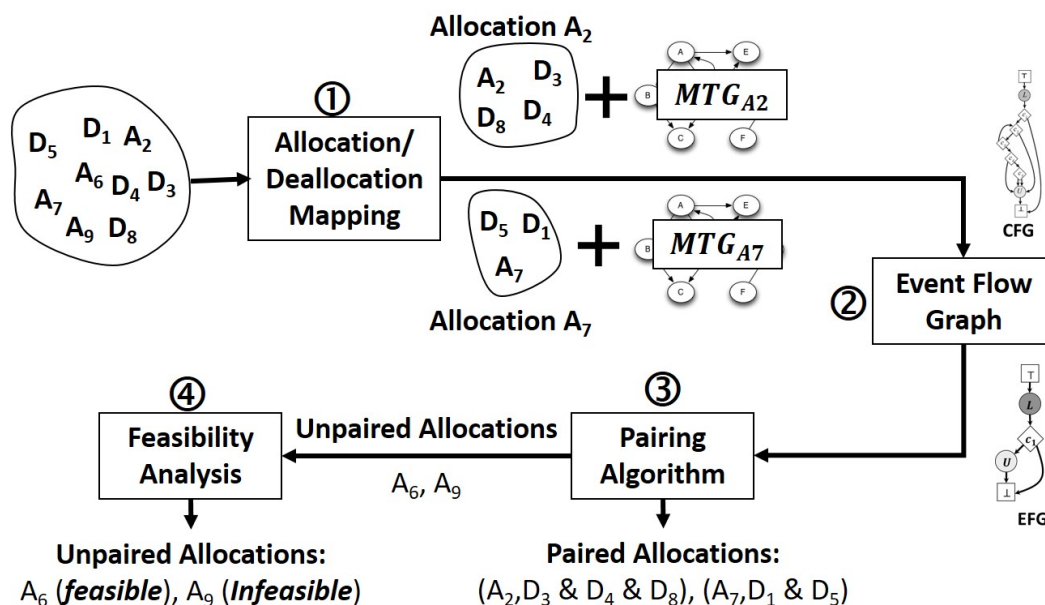 Allocation A2
A2 D3
D8 D4
+
MTGA2
A E
B
C F
①
D5 D1 A2
A6 D4 D3
A7
A9 D8
Allocation/
Deallocation
Mapping
D5 D1
A7
+
MTGA7
A E
B
C F
Allocation A7
⊤
L
U
⊥
CFG
②
Event Flow
Graph
⊤
L
c1
U
⊥
EFG
③
Pairing
Algorithm
Unpaired Allocations
A6, A9
④
Feasibility
Analysis
Unpaired Allocations:
A6 (feasible), A9 (Infeasible)
Paired Allocations:
(A2,D3 & D4 & D8), (A7,D1 & D5)